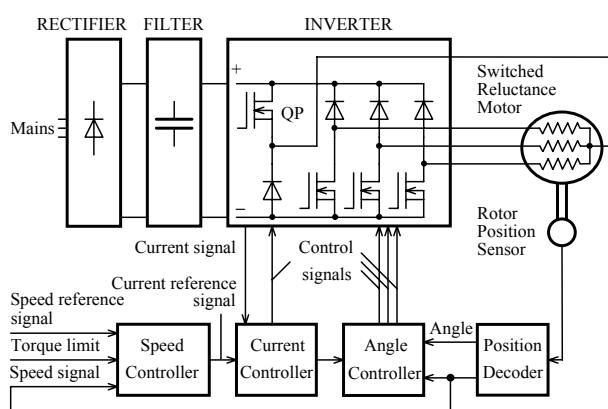 RECTIFIER
FILTER
INVERTER
+
QP
−
Mains
Switched
Reluctance
Motor
Rotor
Position
Sensor
Current signal
Current reference
signal
Control
signals
Speed reference
signal
Torque limit
Speed signal
Speed
Controller
Current
Controller
Angle
Controller
Angle
Position
Decoder